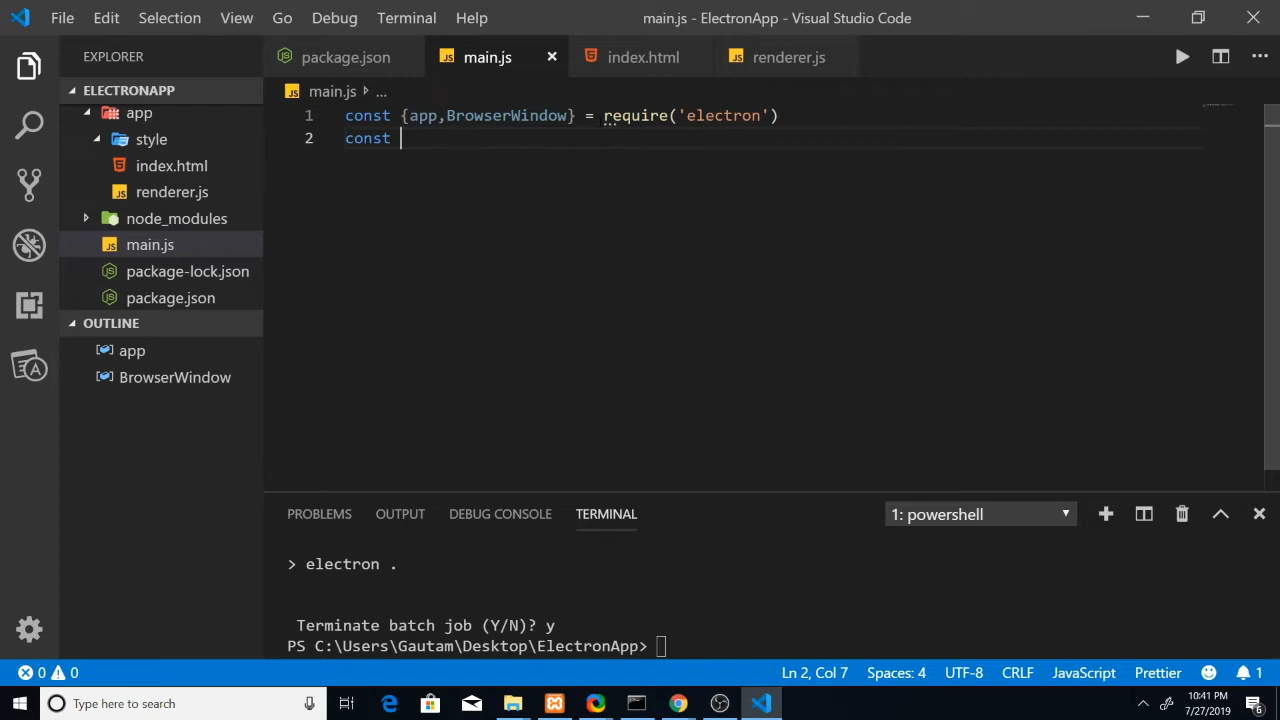 File Edit Selection View Go Debug Terminal Help main.js - ElectronApp - Visual Studio Code
EXPLORER
package.json main.js index.html renderer.js
ELECTRONAPP
main.js ...
app
style
index.html
renderer.js
node_modules
main.js
package-lock.json
package.json
OUTLINE
app
BrowserWindow
1 const {app,BrowserWindow} = require('electron')
2 const
PROBLEMS OUTPUT DEBUG CONSOLE TERMINAL 1: powershell
> electron .
Terminate batch job (Y/N)? y
PS C:\Users\Gautam\Desktop\ElectronApp>
0 0 Ln 2, Col 7 Spaces: 4 UTF-8 CRLF JavaScript Prettier 1
Type here to search
10:41 PM
7/27/2019
6